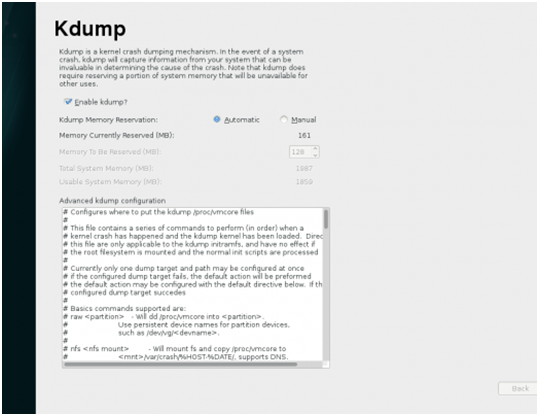 Kdump
Kdump is a kernel crash dumping mechanism. In the event of a system
crash, kdump will capture information from your system that can be
invaluable in determining the cause of the crash. Note that kdump does
require reserving a portion of system memory that will be unavailable for
other uses.
Enable kdump?
Kdump Memory Reservation: Automatic Manual
Memory Currently Reserved (MB): 161
Memory To Be Reserved (MB): 128
Total System Memory (MB): 1987
Usable System Memory (MB): 1859
Advanced kdump configuration
# Configures where to put the kdump /proc/vmcore files
#
# This file contains a series of commands to perform (in order) when a
# kernel crash has happened and the kdump kernel has been loaded. Direc
# this file are only applicable to the kdump initramfs, and have no effect if
# the root filesystem is mounted and the normal init scripts are processed
#
# Currently only one dump target and path may be configured at once
# if the configured dump target fails, the default action will be preformed
# the default action may be configured with the default directive below. If th
# configured dump target succedes
#
# Basics commands supported are:
# raw <partition> - Will dd /proc/vmcore into <partition>.
# Use persistent device names for partition devices,
# such as /dev/vg/<devname>.
#
# nfs <nfs mount> - Will mount fs and copy /proc/vmcore to
# <mnt>/var/crash/%HOST-%DATE/, supports DNS.
Back